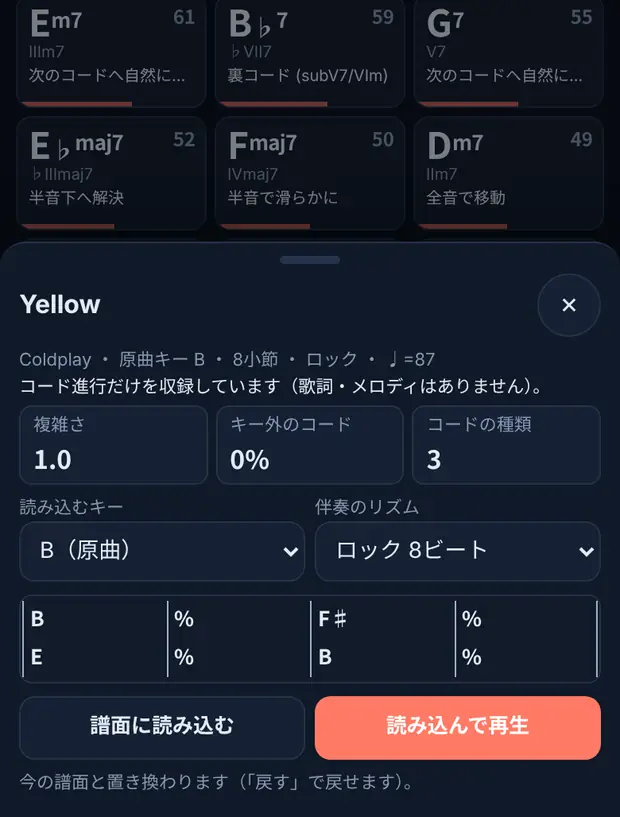 Em7 61 B♭7 59 G7 55
IIIm7 ♭VII7 V7
次のコードへ自然に… 裏コード (subV7/VIm) 次のコードへ自然に…
E♭maj7 52 Fmaj7 50 Dm7 49
♭IIImaj7 IVmaj7 IIm7
半音下へ解決 半音で滑らかに 全音で移動
Yellow ×
Coldplay ・ 原曲キー B ・ 8小節 ・ ロック ・ ♩=87
コード進行だけを収録しています（歌詞・メロディはありません）。
複雑さ キー外のコード コードの種類
1.0 0% 3
読み込むキー 伴奏のリズム
B（原曲） ロック 8ビート
B % F♯ %
E % B %
譜面に読み込む 読み込んで再生
今の譜面と置き換わります（「戻す」で戻せます）。